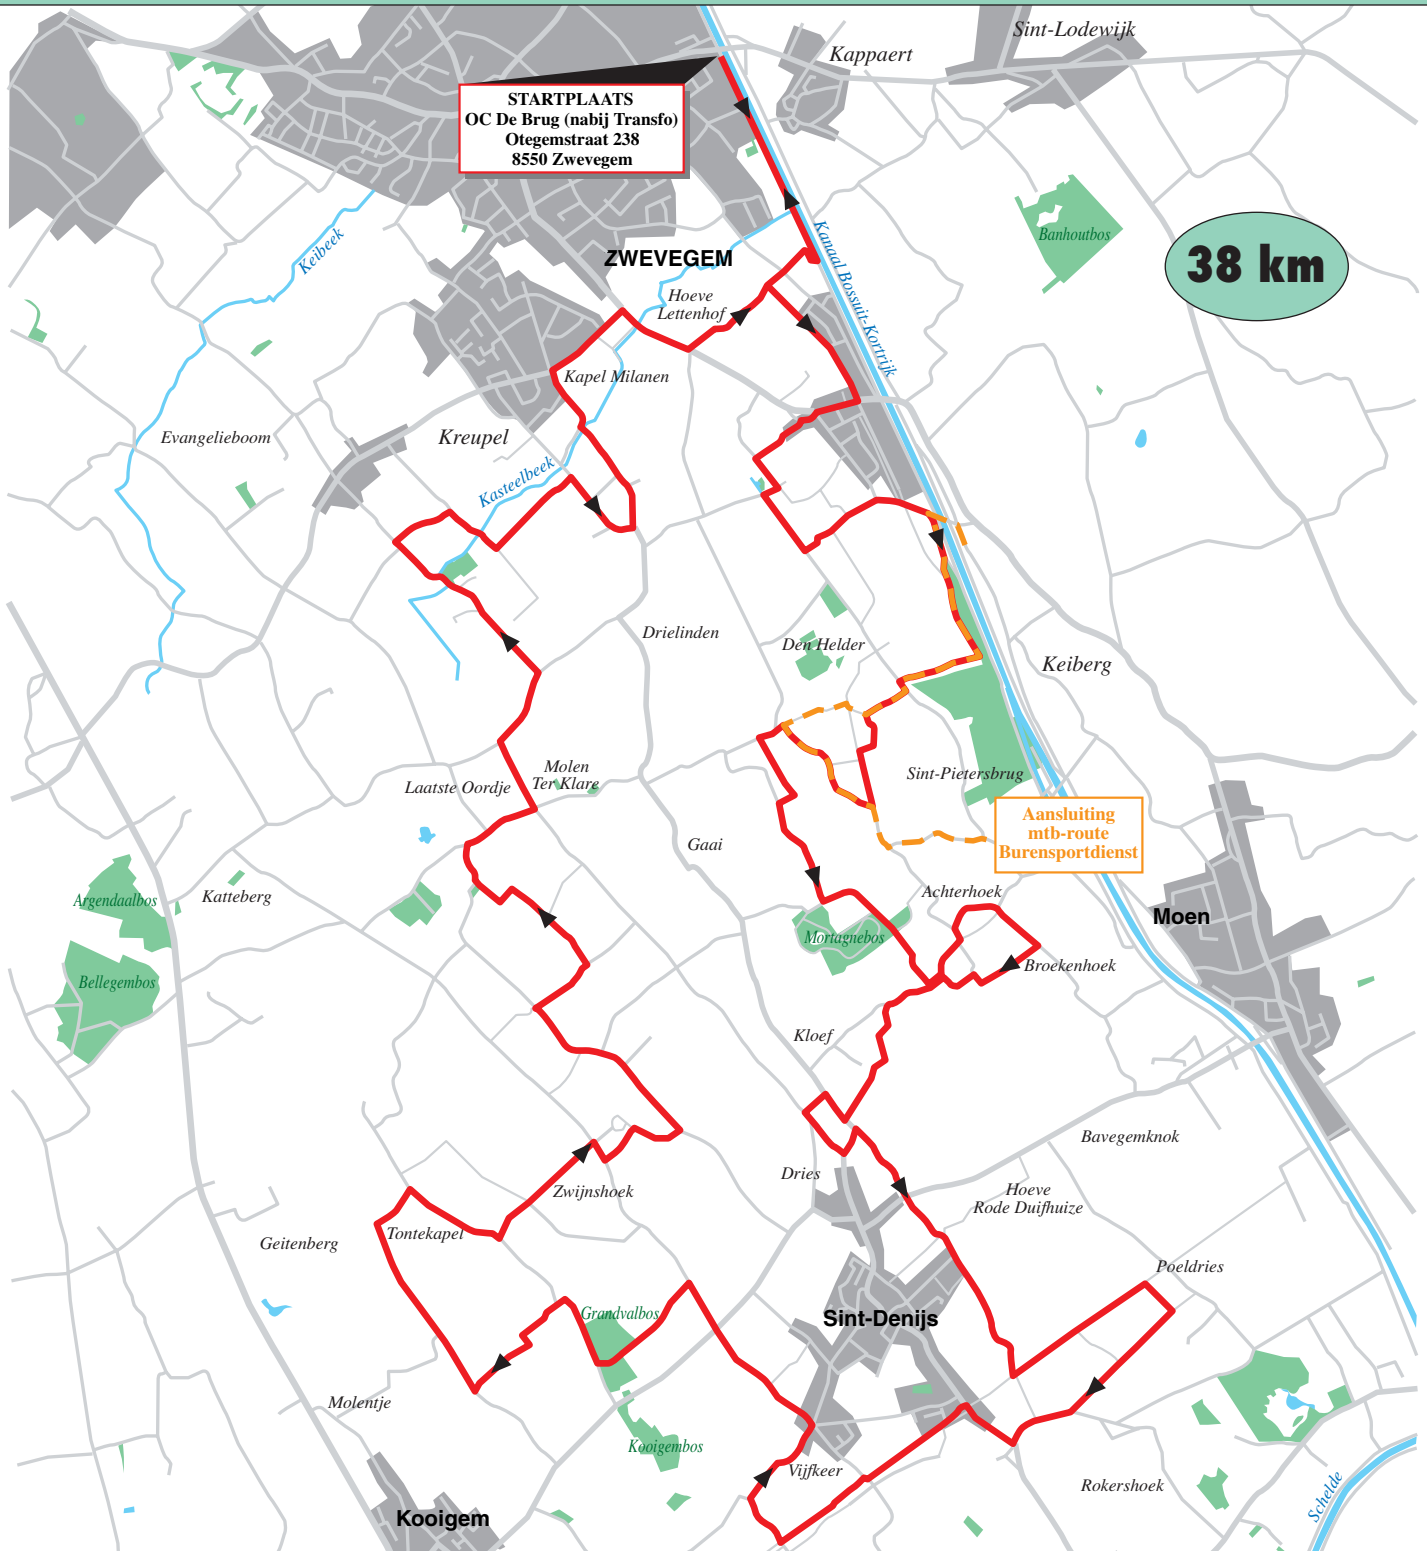 Sint-Lodewijk
Kappaert
STARTPLAATS
OC De Brug (nabij Transfo)
Otegemstraat 238
8550 Zwevegem
Keibeek
Kanaal Bossuit-Kortrijk
Banhoutbos
38 km
ZWEVEGEM
Hoeve
Lettenhof
Kapel Milanen
Evangelieboom
Kreupel
Kasteelbeek
Drielinden
Den Helder
Keiberg
Molen
Ter Klare
Laatste Oordje
Sint-Pietersbrug
Aansluiting
mtb-route
Burensportdienst
Gaai
Argendaalbos
Katteberg
Achterhoek
Moen
Mortagnebos
Broekenhoek
Bellegembos
Kloef
Bavegemknok
Dries
Zwijnshoek
Hoeve
Rode Duifhuize
Tontekapel
Geitenberg
Poeldries
Grandvalbos
Sint-Denijs
Molentje
Kooigembos
Vijfkeer
Rokershoek
Schelde
Kooigem